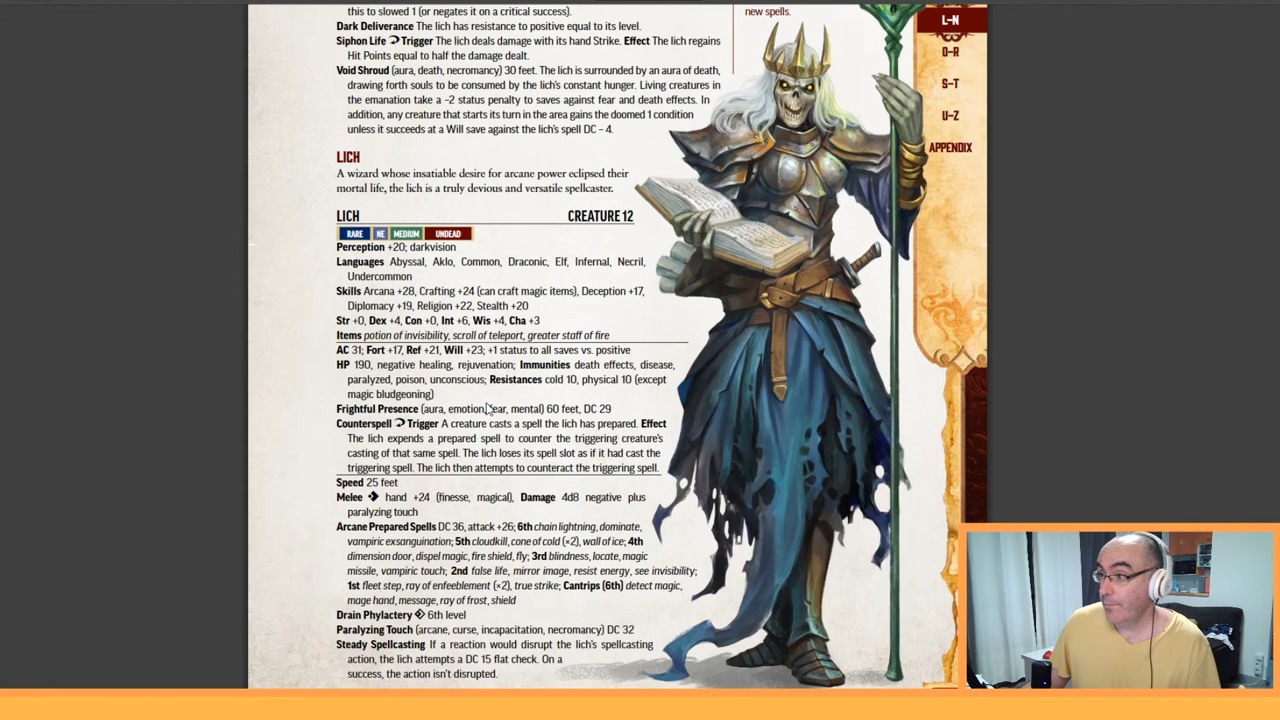 this to slowed 1 (or negates it on a critical success).
Dark Deliverance The lich has resistance to positive equal to its level.
Siphon Life Trigger The lich deals damage with its hand Strike. Effect The lich regains
Hit Points equal to half the damage dealt.
Void Shroud (aura, death, necromancy) 30 feet. The lich is surrounded by an aura of death,
drawing forth souls to be consumed by the lich's constant hunger. Living creatures in
the emanation take a –2 status penalty to saves against fear and death effects. In
addition, any creature that starts its turn in the area gains the doomed 1 condition
unless it succeeds at a Will save against the lich's spell DC – 4.
new spells.
LICH
A wizard whose insatiable desire for arcane power eclipsed their
mortal life, the lich is a truly devious and versatile spellcaster.
LICH CREATURE 12
RARE NE MEDIUM UNDEAD
Perception +20; darkvision
Languages Abyssal, Aklo, Common, Draconic, Elf, Infernal, Necril,
Undercommon
Skills Arcana +28, Crafting +24 (can craft magic items), Deception +17,
Diplomacy +19, Religion +22, Stealth +20
Str +0, Dex +4, Con +0, Int +6, Wis +4, Cha +3
Items potion of invisibility, scroll of teleport, greater staff of fire
AC 31; Fort +17, Ref +21, Will +23; +1 status to all saves vs. positive
HP 190, negative healing, rejuvenation; Immunities death effects, disease,
paralyzed, poison, unconscious; Resistances cold 10, physical 10 (except
magic bludgeoning)
Frightful Presence (aura, emotion, fear, mental) 60 feet, DC 29
Counterspell Trigger A creature casts a spell the lich has prepared. Effect
The lich expends a prepared spell to counter the triggering creature's
casting of that same spell. The lich loses its spell slot as if it had cast the
triggering spell. The lich then attempts to counteract the triggering spell.
Speed 25 feet
Melee hand +24 (finesse, magical), Damage 4d8 negative plus
paralyzing touch
Arcane Prepared Spells DC 36, attack +26; 6th chain lightning, dominate,
vampiric exsanguination; 5th cloudkill, cone of cold (×2), wall of ice; 4th
dimension door, dispel magic, fire shield, fly; 3rd blindness, locate, magic
missile, vampiric touch; 2nd false life, mirror image, resist energy, see invisibility;
1st fleet step, ray of enfeeblement (×2), true strike; Cantrips (6th) detect magic,
mage hand, message, ray of frost, shield
Drain Phylactery 6th level
Paralyzing Touch (arcane, curse, incapacitation, necromancy) DC 32
Steady Spellcasting If a reaction would disrupt the lich's spellcasting
action, the lich attempts a DC 15 flat check. On a
success, the action isn't disrupted.
L–N
O–R
S–T
U–Z
APPENDIX